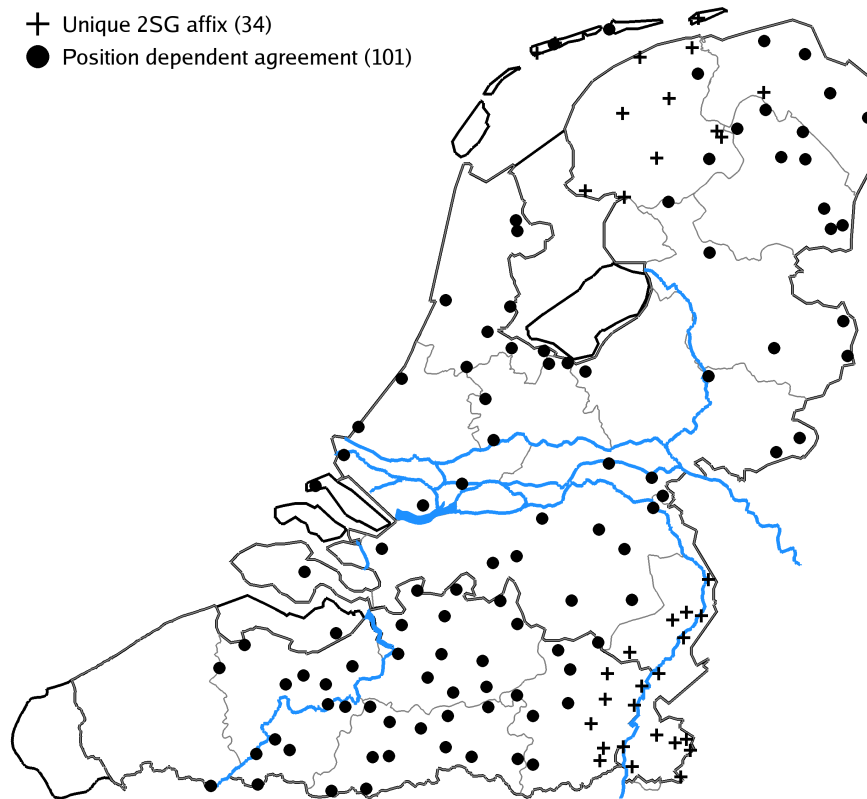 Unique 2SG affix (34)
Position dependent agreement (101)